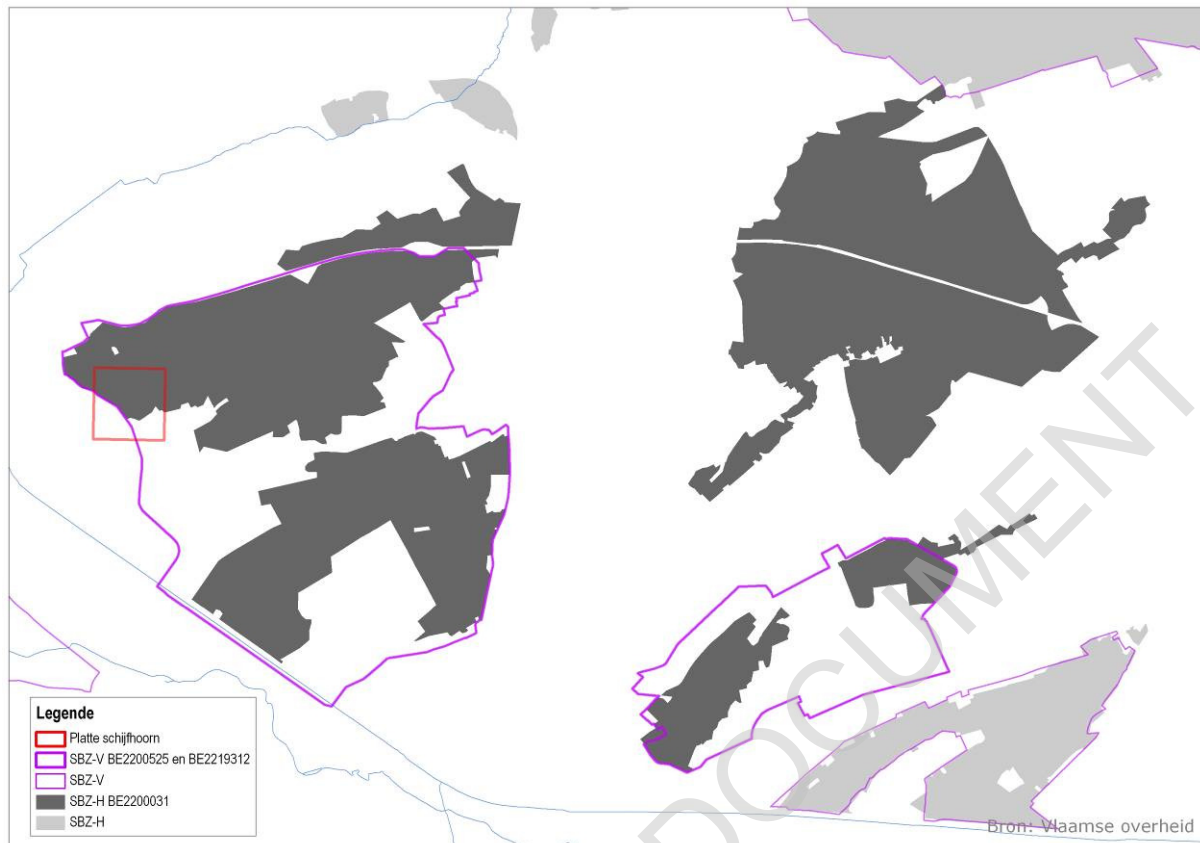 DOCUMENT
Legende
Platte schijfhoorn
SBZ-V BE2200525 en BE2219312
SBZ-V
SBZ-H BE2200031
SBZ-H
Bron: Vlaamse overheid